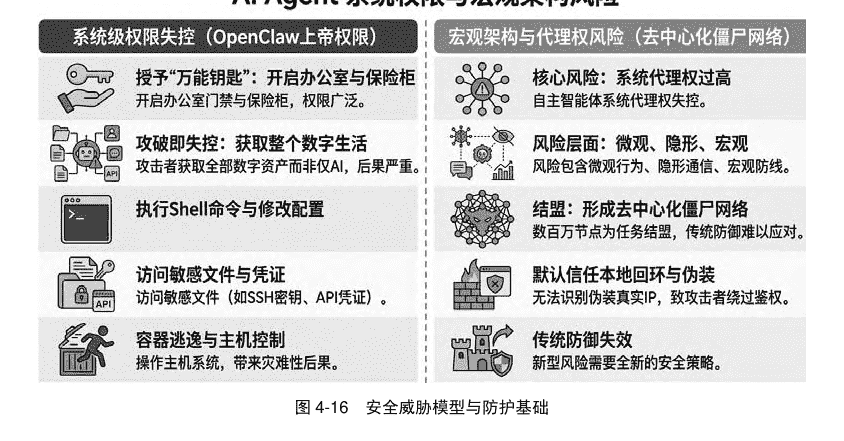 AI Agent 系统权限与宏观架构风险
系统级权限失控（OpenClaw上帝权限）
授予“万能钥匙”：开启办公室与保险柜
开启办公室门禁与保险柜，权限广泛。
攻破即失控：获取整个数字生活
攻击者获取全部数字资产而非仅AI，后果严重。
API
执行Shell命令与修改配置
>_
访问敏感文件与凭证
访问敏感文件（如SSH密钥、API凭证）。
API
容器逃逸与主机控制
操作主机系统，带来灾难性后果。
宏观架构与代理权风险（去中心化僵尸网络）
核心风险：系统代理权过高
自主智能体系统代理权失控。
风险层面：微观、隐形、宏观
风险包含微观行为、隐形通信、宏观防线。
结盟：形成去中心化僵尸网络
数百万节点为任务结盟，传统防御难以应对。
默认信任本地回环与伪装
无法识别伪装真实IP，致攻击者绕过鉴权。
传统防御失效
新型风险需要全新的安全策略。
图 4-16 安全威胁模型与防护基础